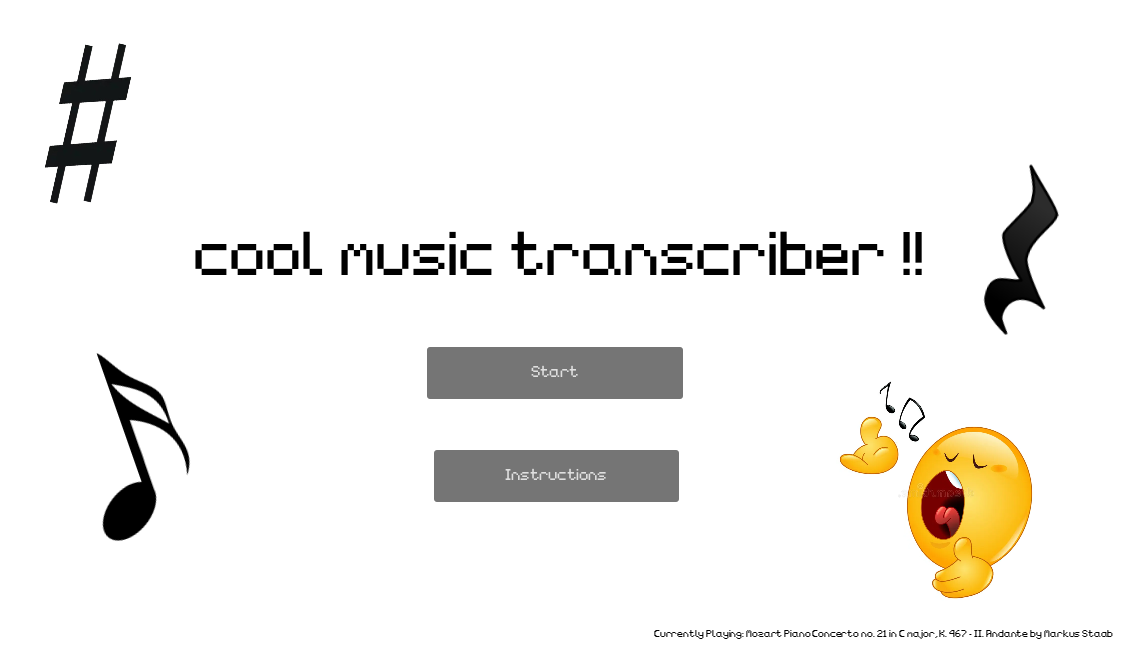 cool music transcriber !!
Start
Instructions
Currently Playing: Mozart Piano Concerto no. 21 in C major, K. 467 - II. Andante by Markus Staab